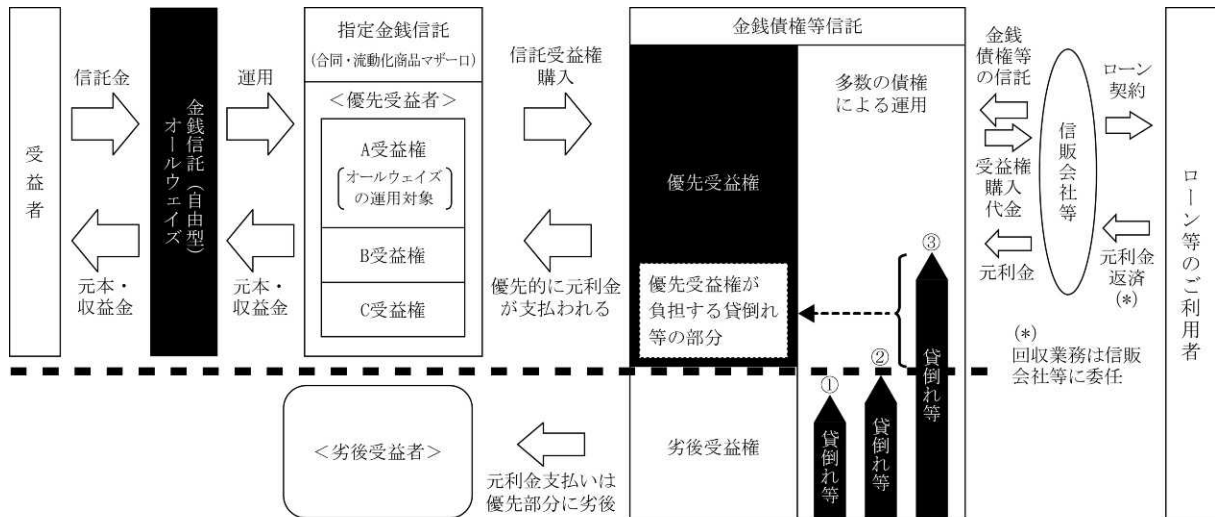 受益者
信託金
元本・
収益金
金銭信託（自由型）
オールウェイズ
運用
元本・
収益金
指定金銭信託
（合同・流動化商品マザー口）
＜優先受益者＞
A受益権
オールウェイズ
の運用対象
B受益権
C受益権
信託受益権
購入
優先的に元利金
が支払われる
＜劣後受益者＞
元利金支払いは
優先部分に劣後
金銭債権等信託
優先受益権
優先受益権が
負担する貸倒れ
等の部分
劣後受益権
多数の債権
による運用
①
貸倒れ等
②
貸倒れ等
③
貸倒れ等
金銭
債権等
の信託
受益権
購入
代金
元利金
信販会社等
ローン
契約
元利金
返済
(*)
(*)
回収業務は信販
会社等に委任
ローン等のご利用者